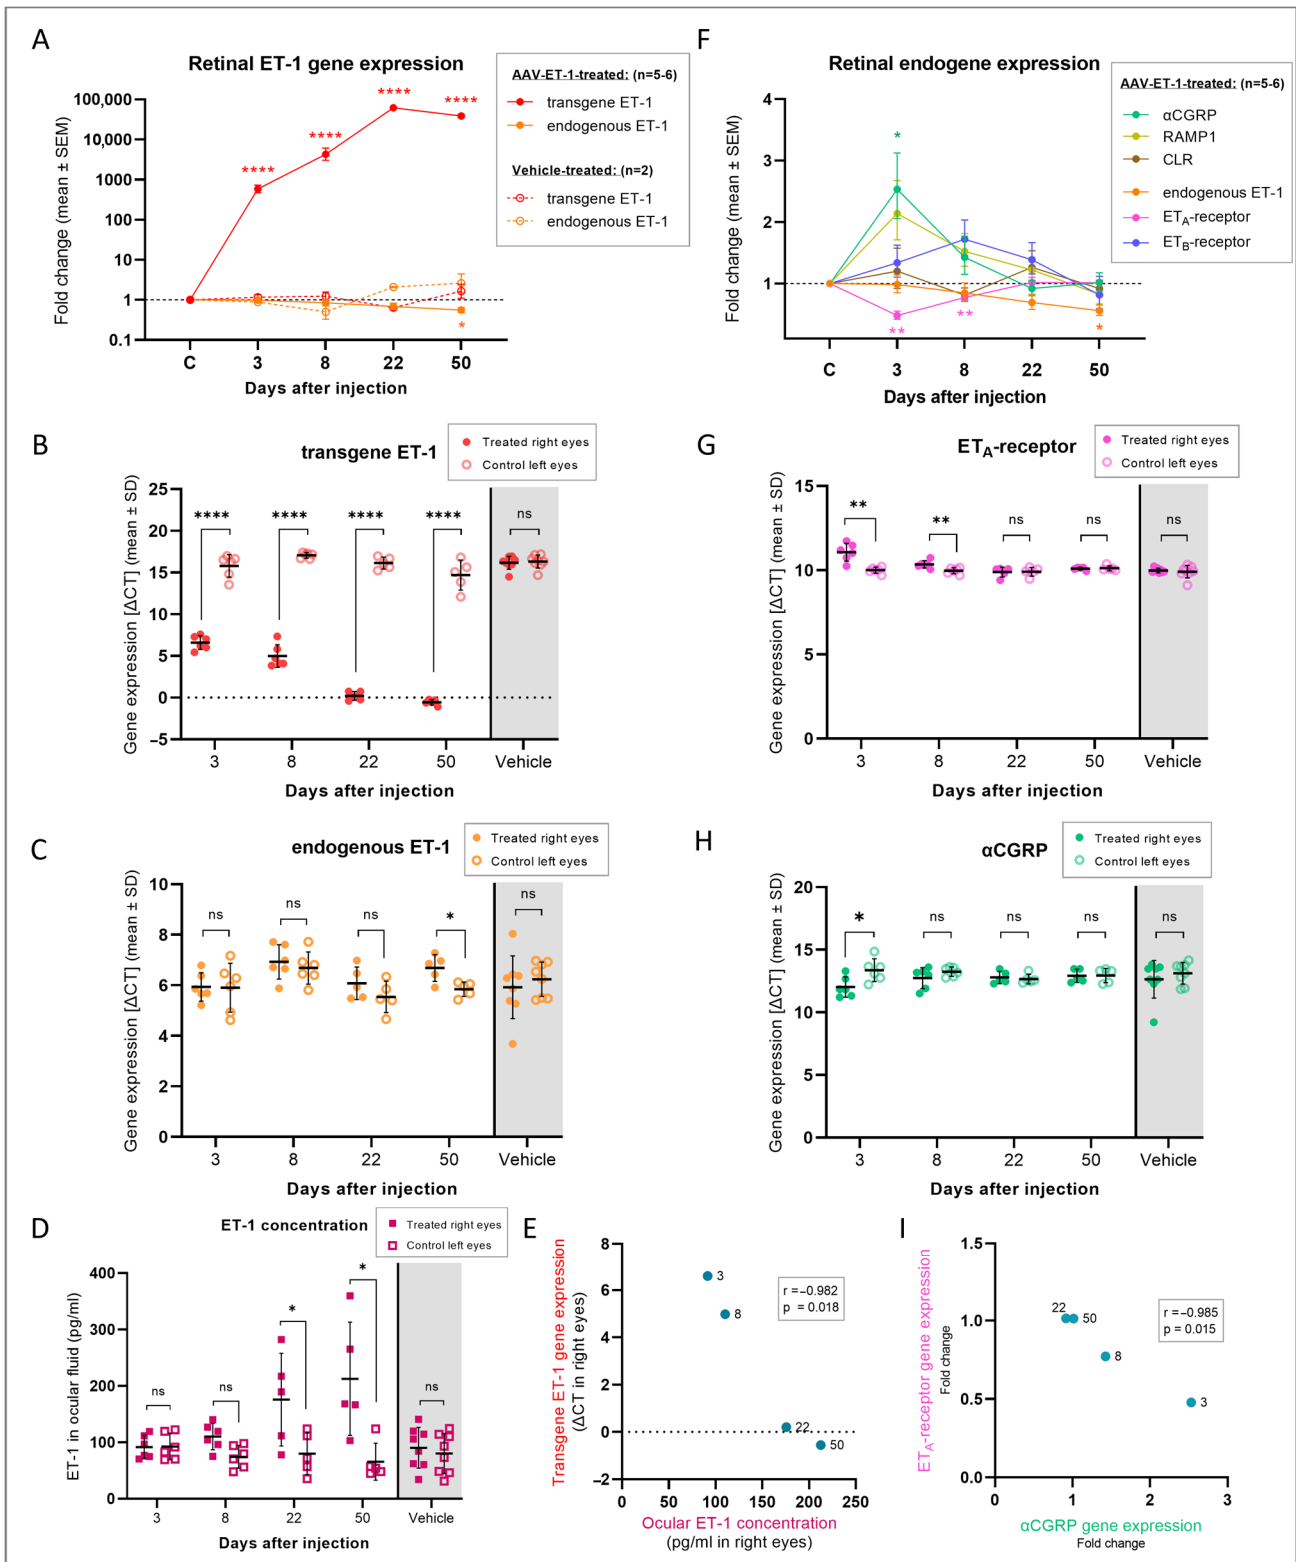 A
Retinal ET-1 gene expression
Fold change (mean ± SEM)
100,000
10,000
1000
100
10
1
0.1
****
****
****
****
*
C
3
8
22
50
Days after injection
AAV-ET-1-treated: (n=5-6)
transgene ET-1
endogenous ET-1
Vehicle-treated: (n=2)
transgene ET-1
endogenous ET-1
F
Retinal endogene expression
Fold change (mean ± SEM)
4
3
2
1
*
**
**
*
C
3
8
22
50
Days after injection
AAV-ET-1-treated: (n=5-6)
αCGRP
RAMP1
CLR
endogenous ET-1
ETA-receptor
ETB-receptor
B
transgene ET-1
Treated right eyes
Control left eyes
Gene expression [ΔCT] (mean ± SD)
25
20
15
10
5
0
−5
****
****
****
****
ns
3
8
22
50
Vehicle
Days after injection
G
ETA-receptor
Treated right eyes
Control left eyes
Gene expression [ΔCT] (mean ± SD)
15
10
5
0
**
**
ns
ns
ns
3
8
22
50
Vehicle
Days after injection
C
endogenous ET-1
Treated right eyes
Control left eyes
Gene expression [ΔCT] (mean ± SD)
10
8
6
4
2
0
ns
ns
ns
*
ns
3
8
22
50
Vehicle
Days after injection
H
αCGRP
Treated right eyes
Control left eyes
Gene expression [ΔCT] (mean ± SD)
20
15
10
5
0
*
ns
ns
ns
ns
3
8
22
50
Vehicle
Days after injection
D
ET-1 concentration
Treated right eyes
Control left eyes
ET-1 in ocular fluid (pg/ml)
400
300
200
100
0
ns
ns
*
*
ns
3
8
22
50
Vehicle
Days after injection
E
Transgene ET-1 gene expression
(ΔCT in right eyes)
8
6
4
2
0
−2
3
8
22
50
r =−0.982
p = 0.018
0
50
100
150
200
250
Ocular ET-1 concentration
(pg/ml in right eyes)
I
ETA-receptor gene expression
Fold change
1.5
1.0
0.5
0.0
22
50
8
3
r =−0.985
p = 0.015
0
1
2
3
αCGRP gene expression
Fold change